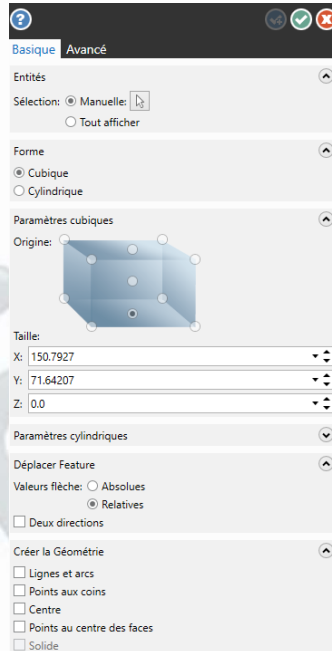 Basique Avancé
Entités
Sélection: Manuelle:
Tout afficher
Forme
Cubique
Cylindrique
Paramètres cubiques
Origine:
Taille:
X: 150.7927
Y: 71.64207
Z: 0.0
Paramètres cylindriques
Déplacer Feature
Valeurs flèche: Absolues
Relatives
Deux directions
Créer la Géométrie
Lignes et arcs
Points aux coins
Centre
Points au centre des faces
Solide